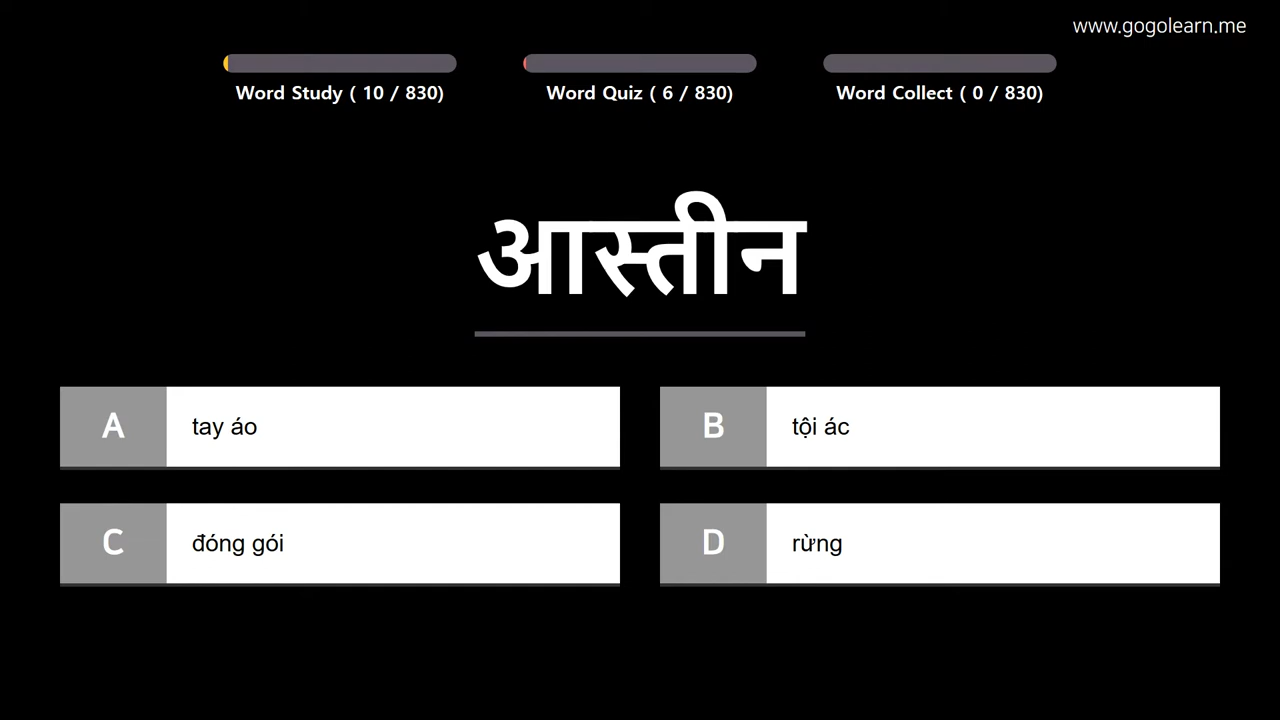 www.gogolearn.me
Word Study ( 10 / 830)
Word Quiz ( 6 / 830)
Word Collect ( 0 / 830)
आस्तीन
A tay áo
B tội ác
C đóng gói
D rừng